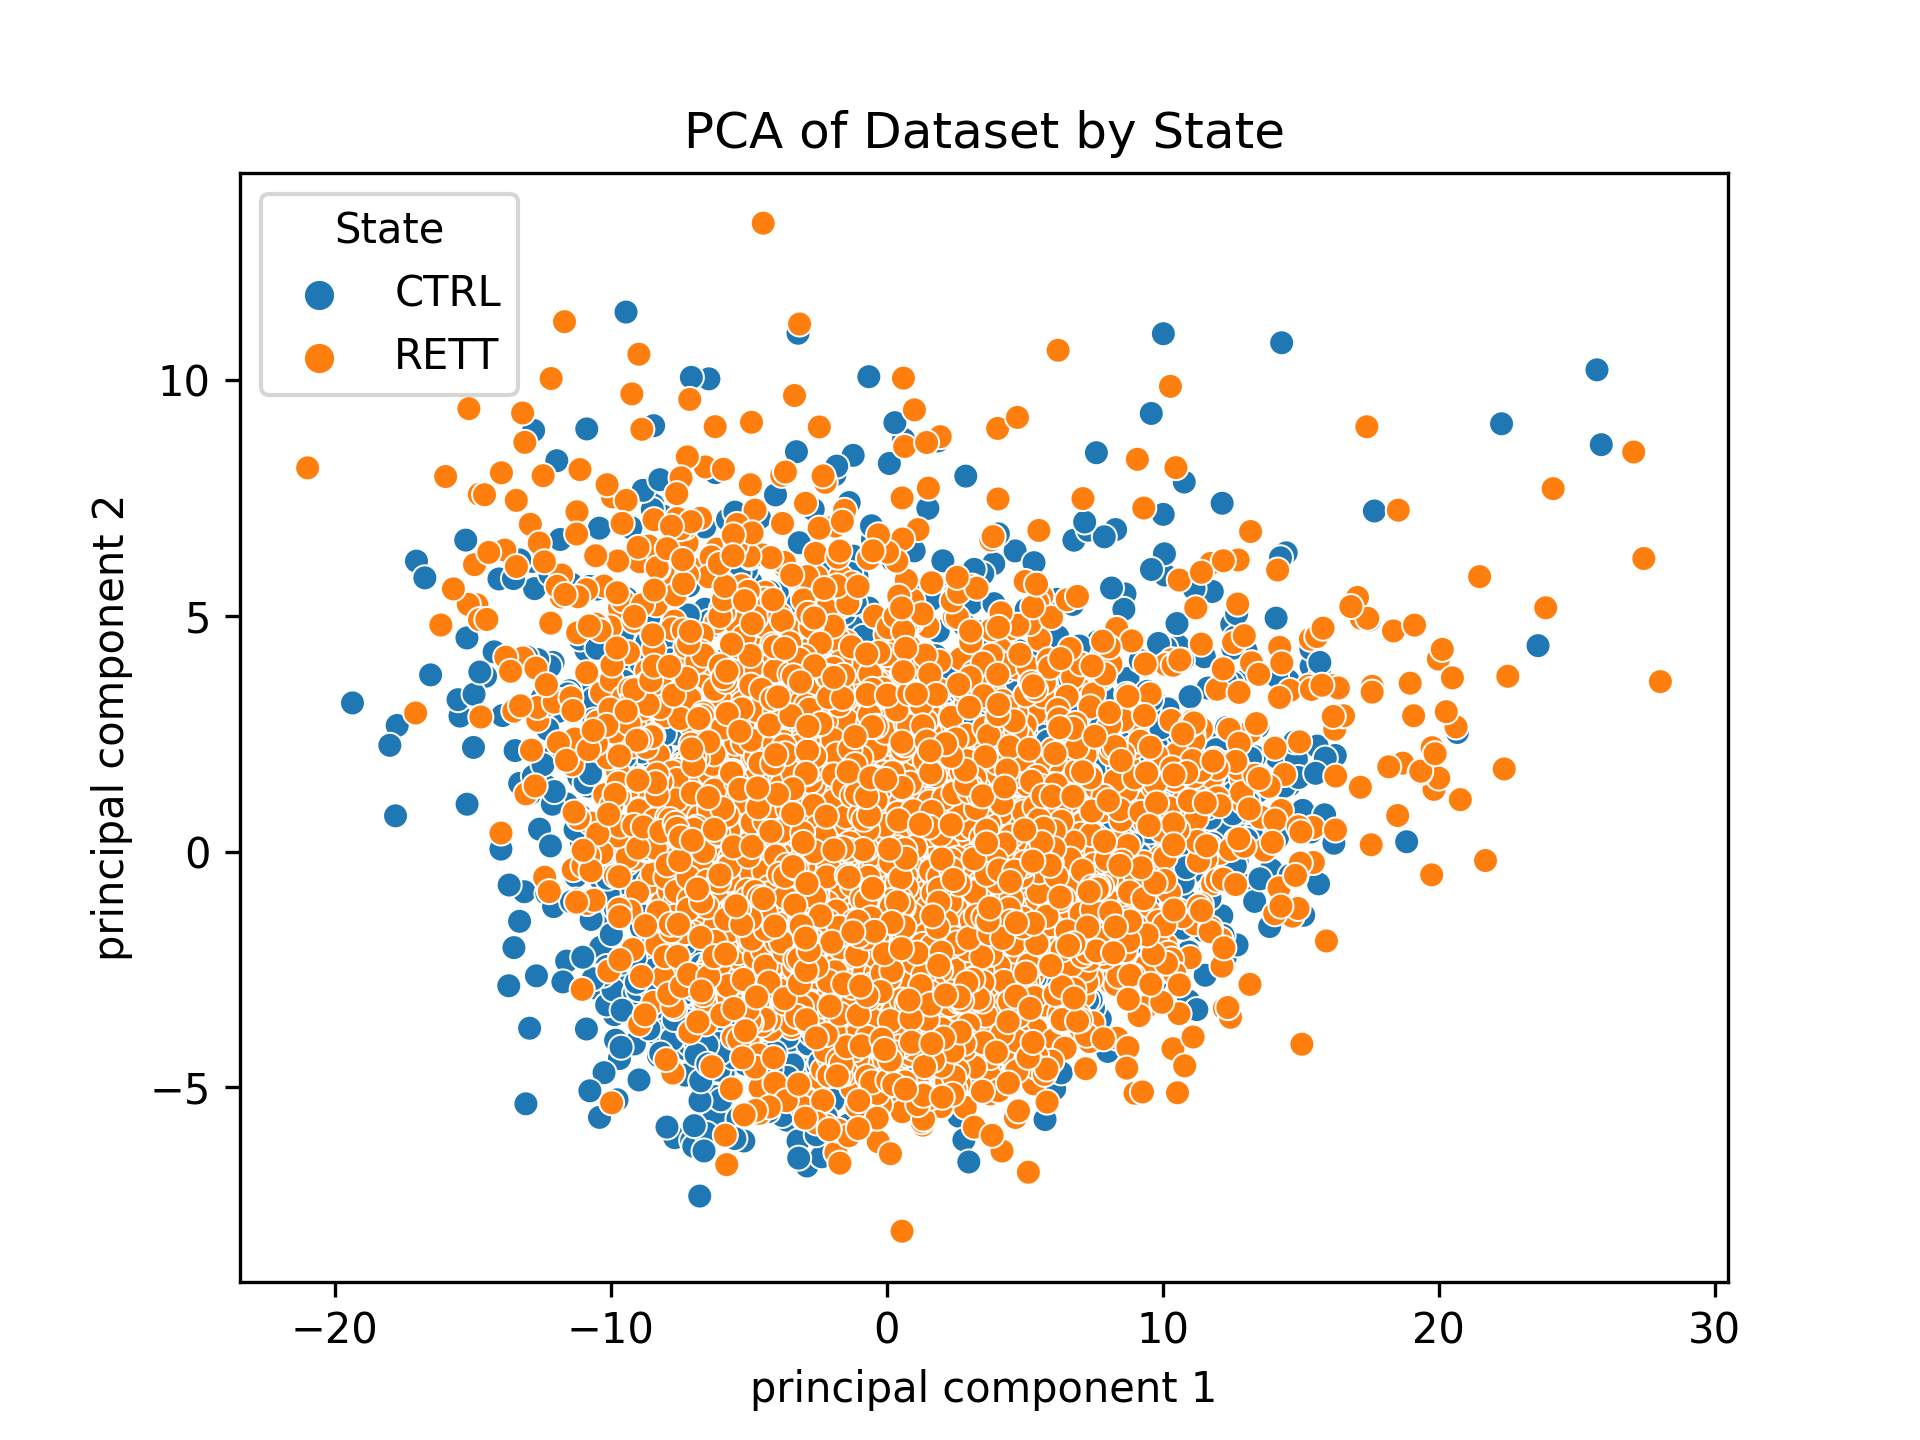 PCA of Dataset by State
State
CTRL
RETT
principal component 2
10
5
0
−5
−20
−10
0
10
20
30
principal component 1